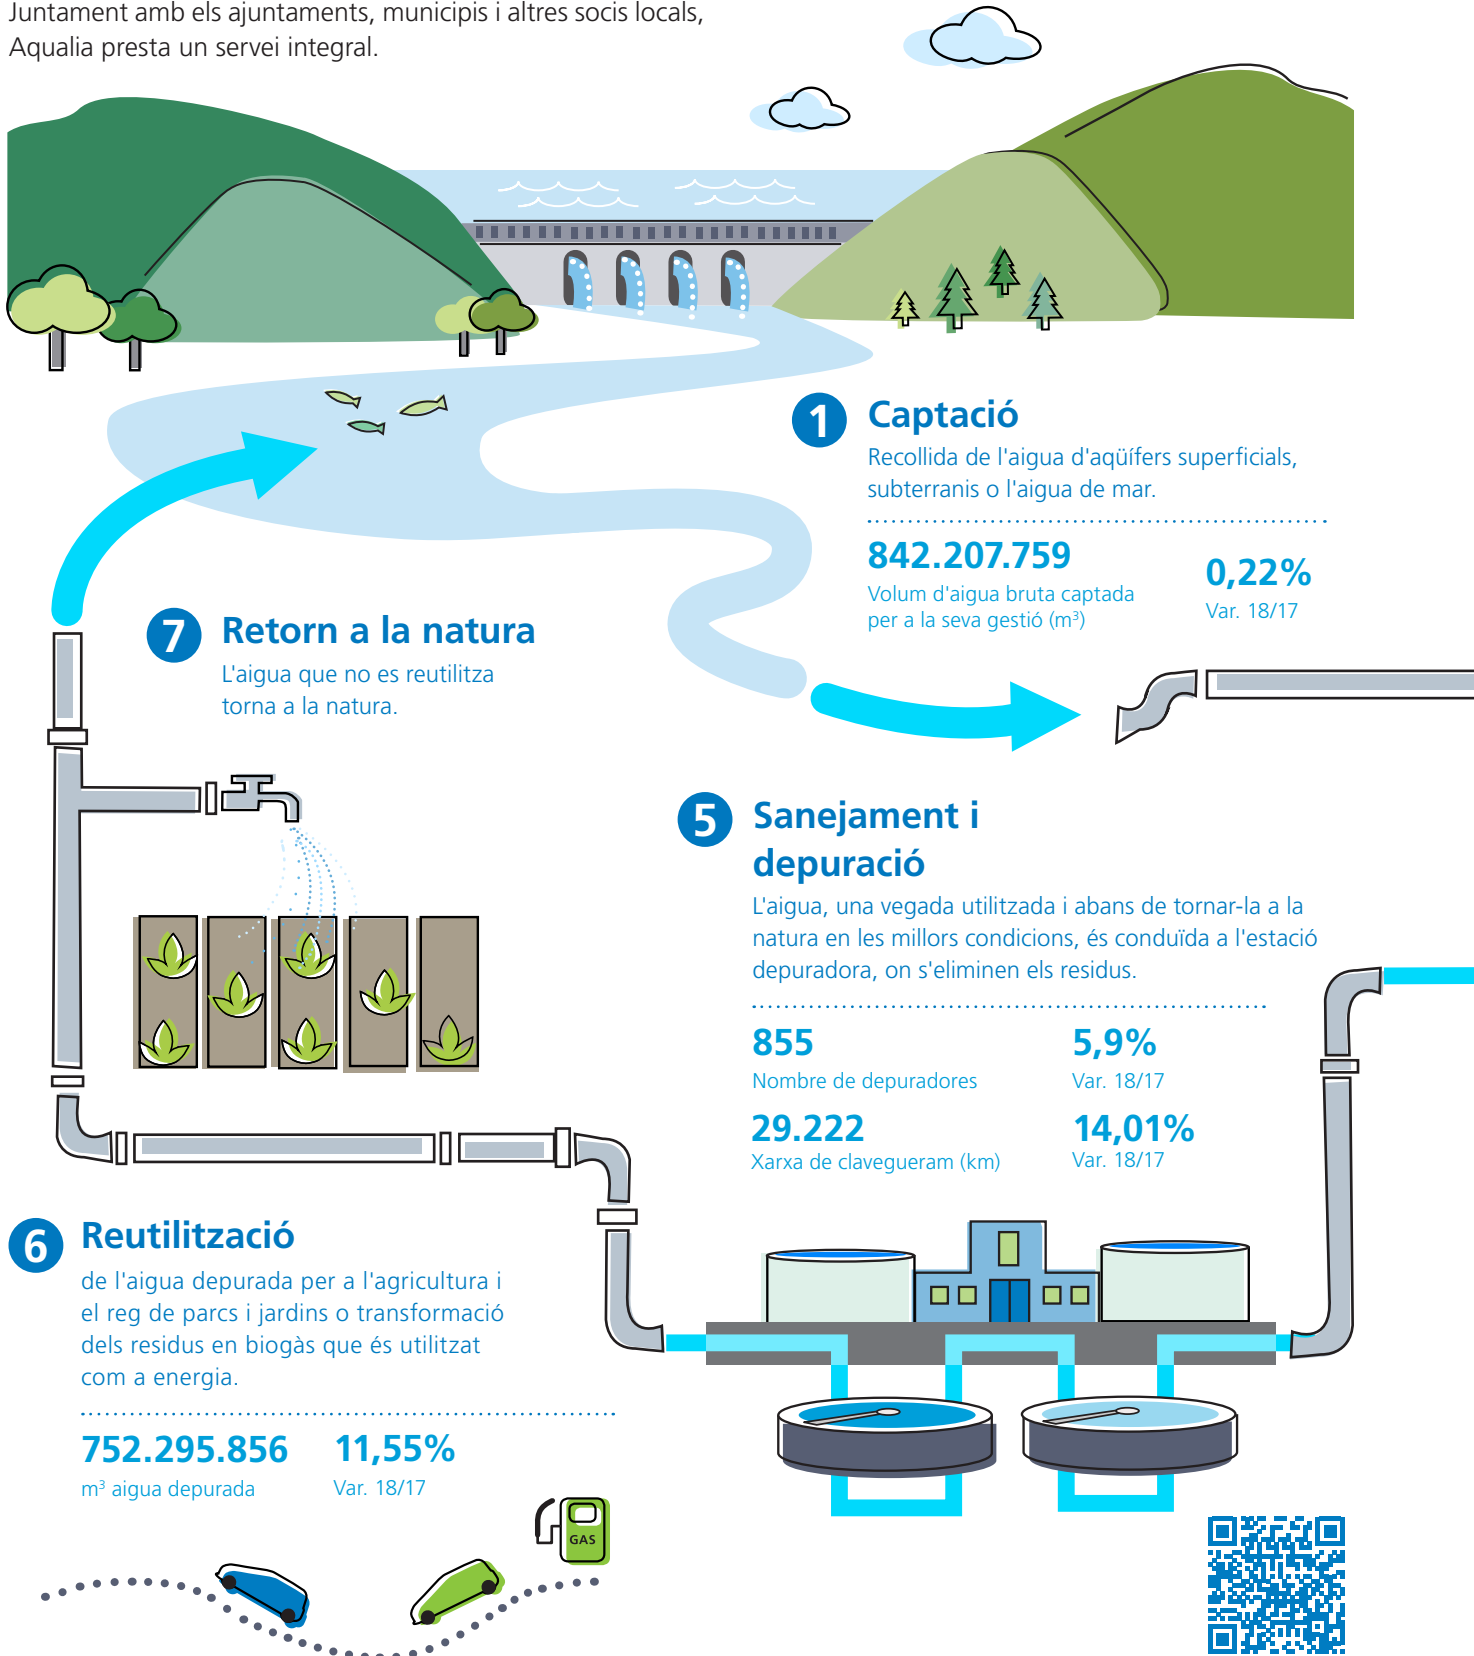 Juntament amb els ajuntaments, municipis i altres socis locals,
Aqualia presta un servei integral.
1 Captació
Recollida de l'aigua d'aqüífers superficials,
subterranis o l'aigua de mar.
842.207.759
Volum d'aigua bruta captada
per a la seva gestió (m³)
0,22%
Var. 18/17
7 Retorn a la natura
L'aigua que no es reutilitza
torna a la natura.
5 Sanejament i
depuració
L'aigua, una vegada utilitzada i abans de tornar-la a la
natura en les millors condicions, és conduïda a l'estació
depuradora, on s'eliminen els residus.
855
Nombre de depuradores
5,9%
Var. 18/17
29.222
Xarxa de clavegueram (km)
14,01%
Var. 18/17
6 Reutilització
de l'aigua depurada per a l'agricultura i
el reg de parcs i jardins o transformació
dels residus en biogàs que és utilitzat
com a energia.
752.295.856
m³ aigua depurada
11,55%
Var. 18/17
GAS